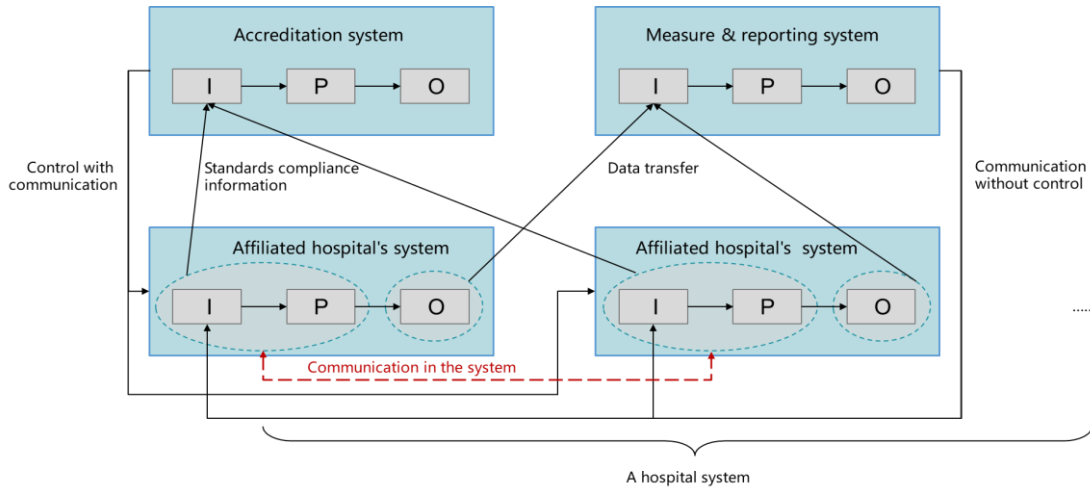 Accreditation system
I
P
O
Measure & reporting system
I
P
O
Control with
communication
Standards compliance
information
Data transfer
Communication
without control
Affiliated hospital's system
I
P
O
Affiliated hospital's system
I
P
O
.....
Communication in the system
A hospital system